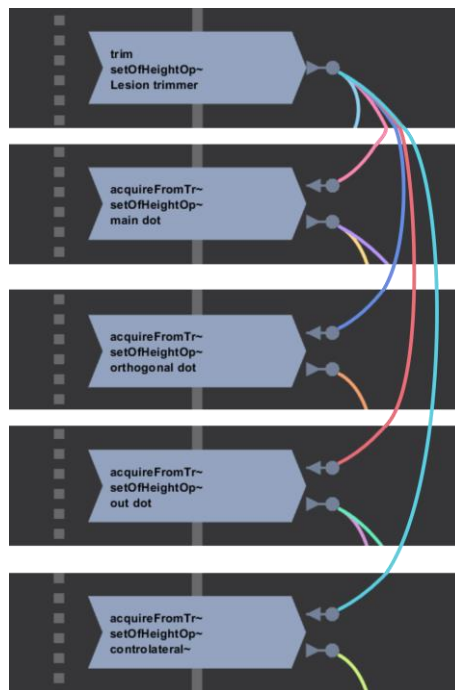 trim
setOfHeightOp~
Lesion trimmer
acquireFromTr~
setOfHeightOp~
main dot
acquireFromTr~
setOfHeightOp~
orthogonal dot
acquireFromTr~
setOfHeightOp~
out dot
acquireFromTr~
setOfHeightOp~
controlateral~